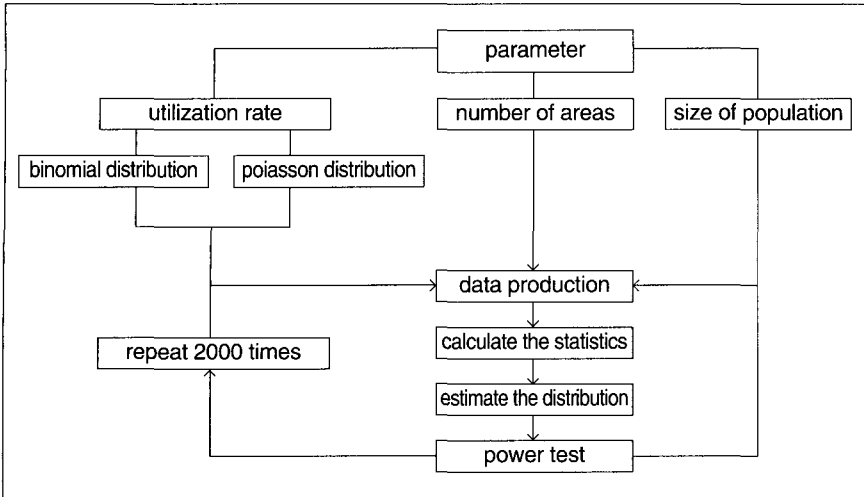 parameter
utilization rate
number of areas
size of population
binomial distribution
poiasson distribution
data production
calculate the statistics
repeat 2000 times
estimate the distribution
power test